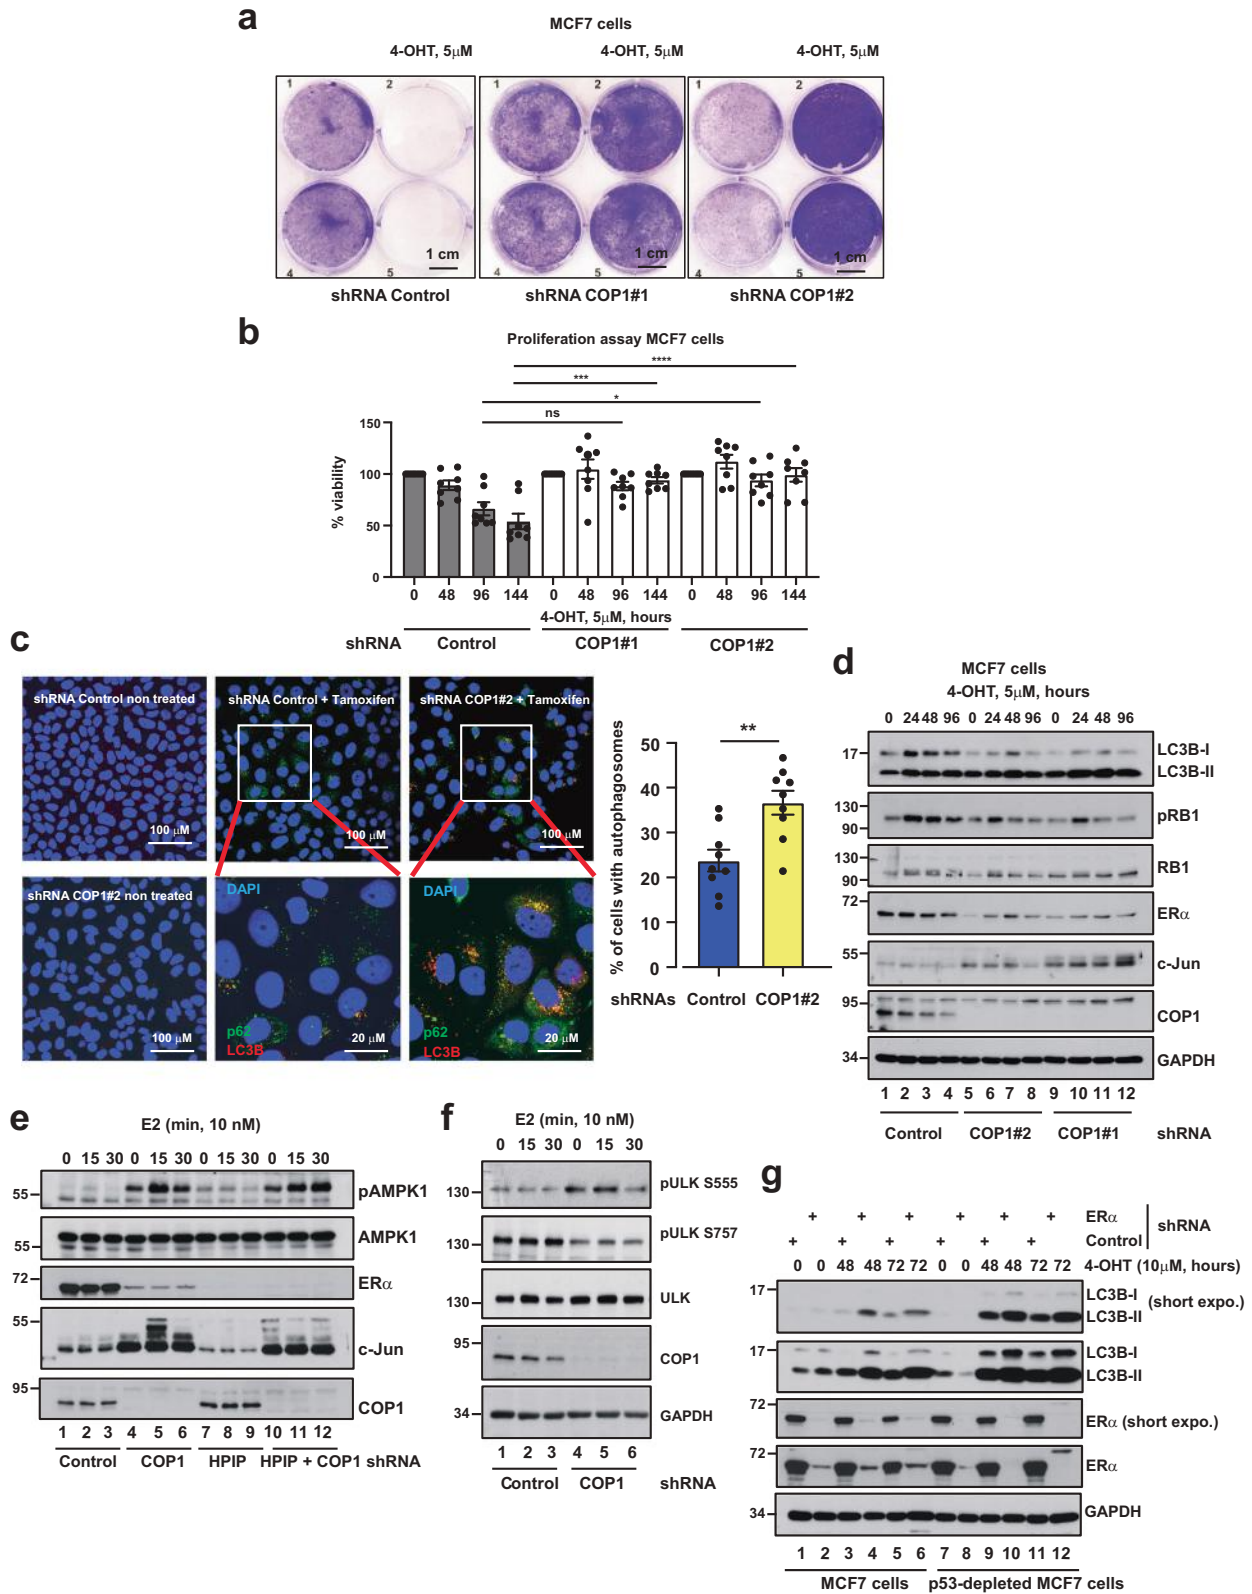 a
MCF7 cells
4-OHT, 5μM 4-OHT, 5μM 4-OHT, 5μM
1 2 1 2 1 2
4 5 4 5 4 5
1 cm 1 cm 1 cm
shRNA Control shRNA COP1#1 shRNA COP1#2
b
Proliferation assay MCF7 cells
****
***
*
ns
% viability
150
100
50
0
0 48 96 144 0 48 96 144 0 48 96 144
4-OHT, 5μM, hours
shRNA Control COP1#1 COP1#2
c
shRNA Control non treated shRNA Control + Tamoxifen shRNA COP1#2 + Tamoxifen
100 μM 100 μM 100 μM
shRNA COP1#2 non treated DAPI DAPI
p62 p62
LC3B LC3B
100 μM 20 μM 20 μM
% of cells with autophagosomes
**
50
40
30
20
10
0
shRNAs Control COP1#2
d
MCF7 cells
4-OHT, 5μM, hours
0 24 48 96 0 24 48 96 0 24 48 96
17 LC3B-I
LC3B-II
130 pRB1
90
130 RB1
90
72 ERα
55 c-Jun
95 COP1
34 GAPDH
1 2 3 4 5 6 7 8 9 10 11 12
Control COP1#2 COP1#1 shRNA
e
E2 (min, 10 nM)
0 15 30 0 15 30 0 15 30 0 15 30
55 pAMPK1
AMPK1
55
72 ERα
55 c-Jun
95 COP1
1 2 3 4 5 6 7 8 9 10 11 12
Control COP1 HPIP HPIP + COP1 shRNA
f
E2 (min, 10 nM)
0 15 30 0 15 30
130 pULK S555
130 pULK S757
130 ULK
95 COP1
34 GAPDH
1 2 3 4 5 6
Control COP1 shRNA
g
+ + + + + + ERα
+ + + + + + Control
shRNA
0 0 48 48 72 72 0 0 48 48 72 72 4-OHT (10μM, hours)
17 LC3B-I
LC3B-II
(short expo.)
17 LC3B-I
LC3B-II
72 ERα (short expo.)
72 ERα
34 GAPDH
1 2 3 4 5 6 7 8 9 10 11 12
MCF7 cells p53-depleted MCF7 cells